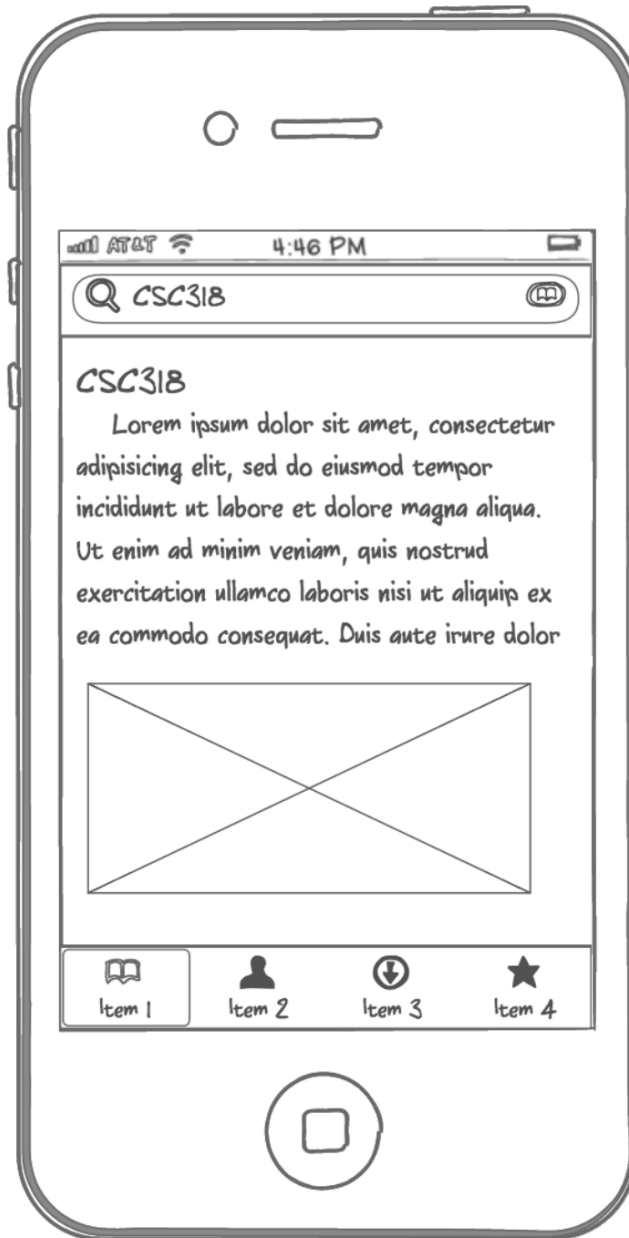 AT&T 4:46 PM
CSC318
CSC318
Lorem ipsum dolor sit amet, consectetur
adipisicing elit, sed do eiusmod tempor
incididunt ut labore et dolore magna aliqua.
Ut enim ad minim veniam, quis nostrud
exercitation ullamco laboris nisi ut aliquip ex
ea commodo consequat. Duis aute irure dolor
Item 1 Item 2 Item 3 Item 4